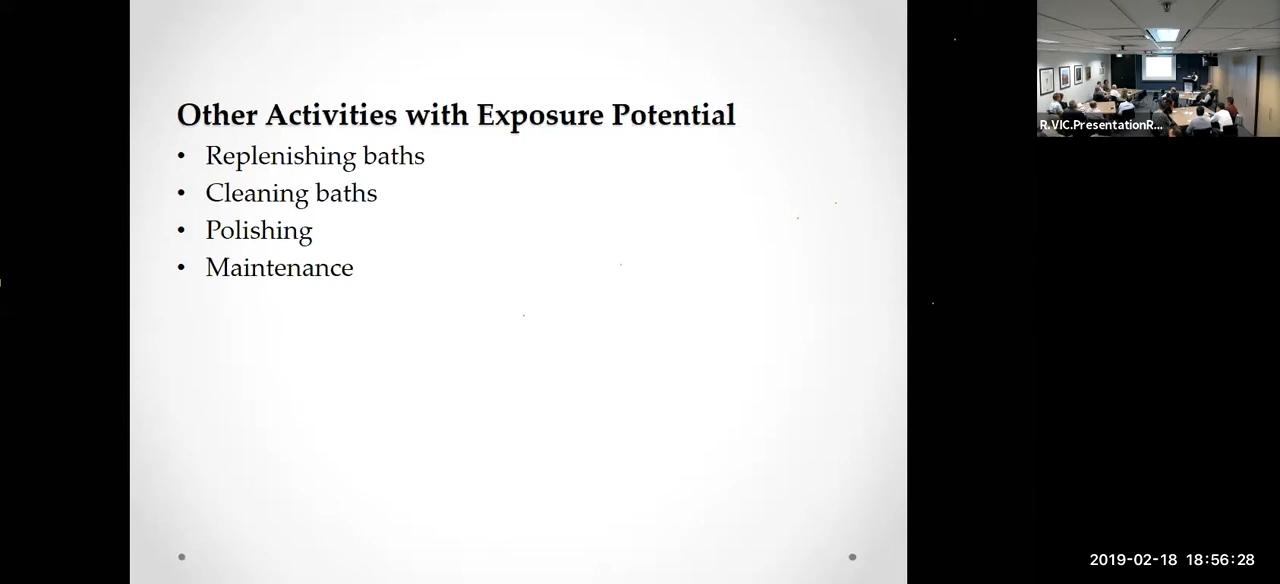 Other Activities with Exposure Potential
• Replenishing baths
• Cleaning baths
• Polishing
• Maintenance
R.VIC.PresentationR...
2019-02-18 18:56:28